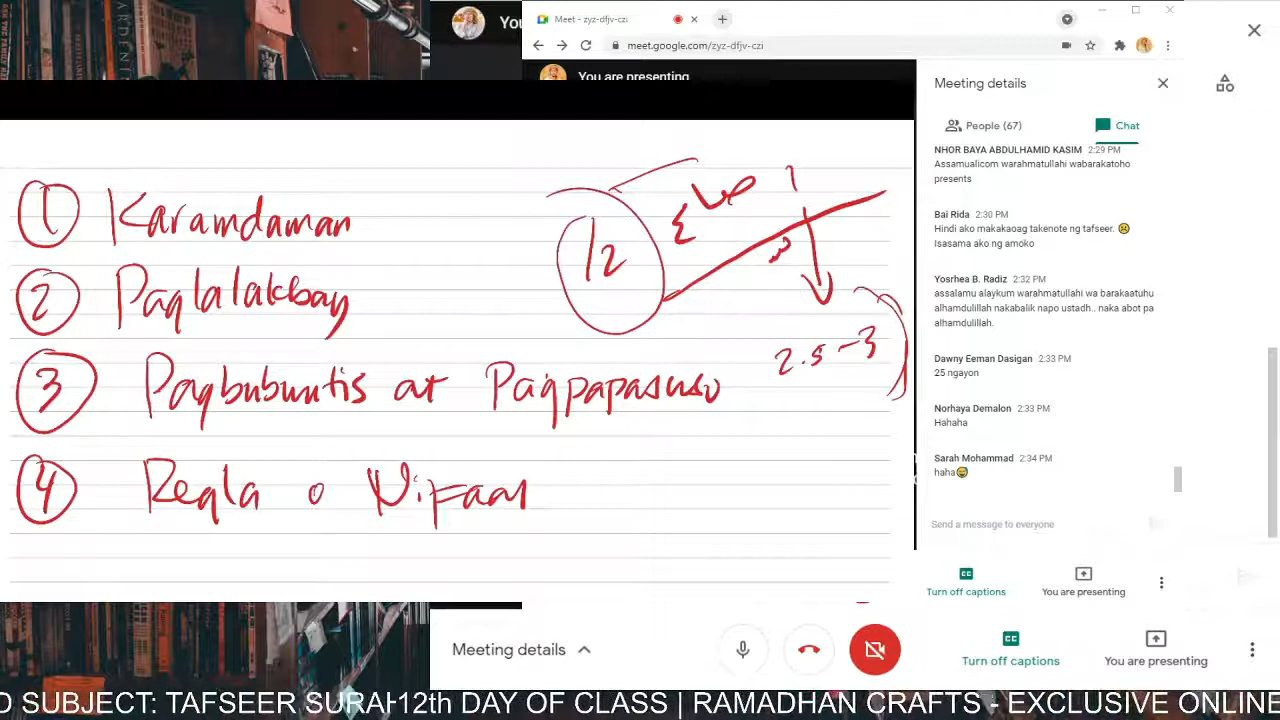 You
Meet - zyz-dfjv-czi
meet.google.com/zyz-dfjv-czi
You are presenting
Meeting details
People (67)
Chat
NHOR BAYA ABDULHAMID KASIM 2:29 PM
Assamualicom warahmatullahi wabarakatoho
presents
Bai Rida 2:30 PM
Hindi ako makakaoag takenote ng tafseer. ☹️
Isasama ako ng amoko
Yosrhea B. Radiz 2:32 PM
assalamu alaykum warahmatullahi wa barakaatuhu
alhamdulillah nakabalik napo ustadh.. naka abot pa
alhamdulillah.
Dawny Eeman Dasigan 2:33 PM
25 ngayon
Norhaya Demalon 2:33 PM
Hahaha
Sarah Mohammad 2:34 PM
haha😅
Send a message to everyone
1 Karamdaman
12
2 Paglalakbay
2.5 - 3
3 Pagbubuntis at Pagpapasuso
4 Regla o Nifaas
CC
Turn off captions
You are presenting
Meeting details
CC
Turn off captions
You are presenting
D SUBJECT: TAFSEER SURAH 12th DAY OF CLASS | RAMADHAN CRAFTS - EXCLUSIVE ONLINE